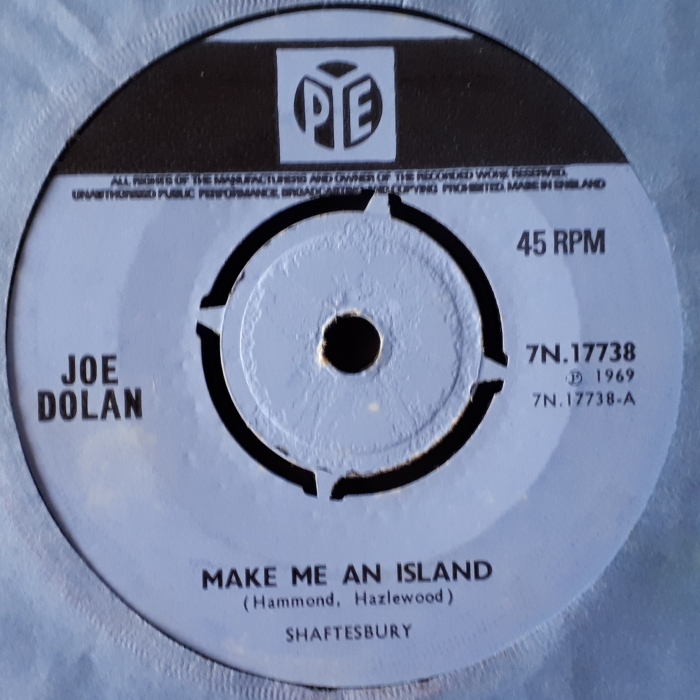 PYE
ALL RIGHTS OF THE MANUFACTURERS AND OWNER OF THE RECORDED WORK RESERVED.
UNAUTHORISED PUBLIC PERFORMANCE, BROADCASTING AND COPYING PROHIBITED. MADE IN ENGLAND
45 RPM
JOE
DOLAN
7N.17738
Ⓟ 1969
7N.17738-A
MAKE ME AN ISLAND
(Hammond, Hazlewood)
SHAFTESBURY